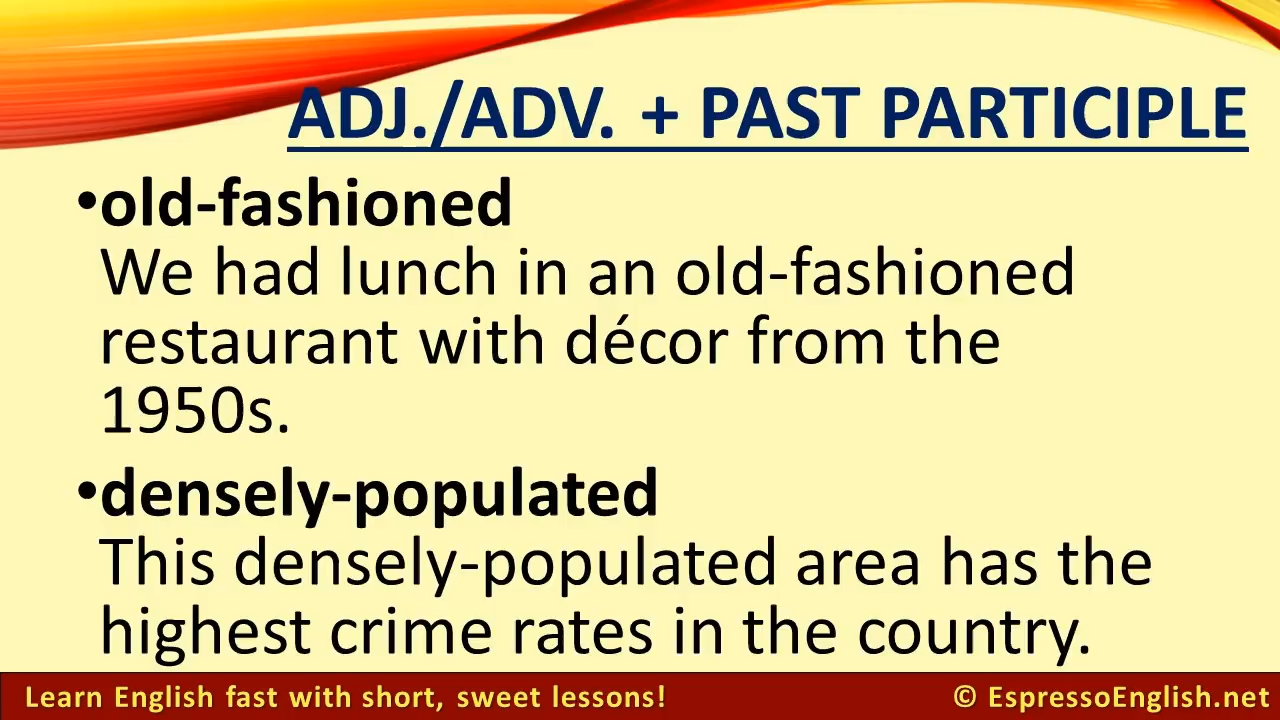 ADJ./ADV. + PAST PARTICIPLE
•old-fashioned
We had lunch in an old-fashioned
restaurant with décor from the
1950s.
•densely-populated
This densely-populated area has the
highest crime rates in the country.
Learn English fast with short, sweet lessons!
© EspressoEnglish.net